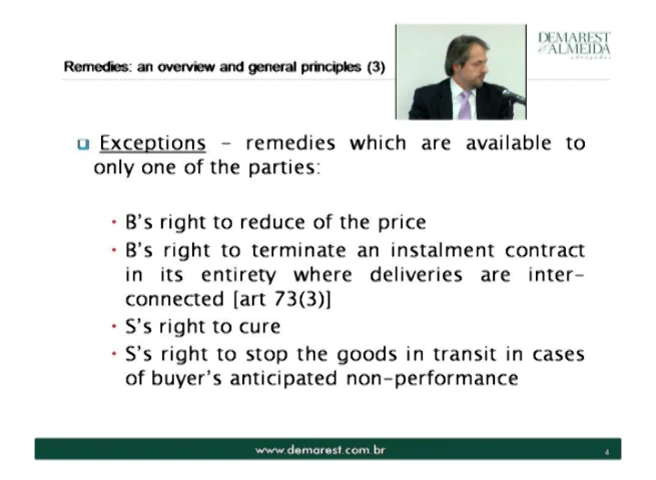 DEMAREST
& ALMEIDA
advogados
Remedies: an overview and general principles (3)
Exceptions – remedies which are available to
only one of the parties:
• B's right to reduce of the price
• B's right to terminate an instalment contract
in its entirety where deliveries are inter-
connected [art 73(3)]
• S's right to cure
• S's right to stop the goods in transit in cases
of buyer's anticipated non-performance
www.demarest.com.br
4